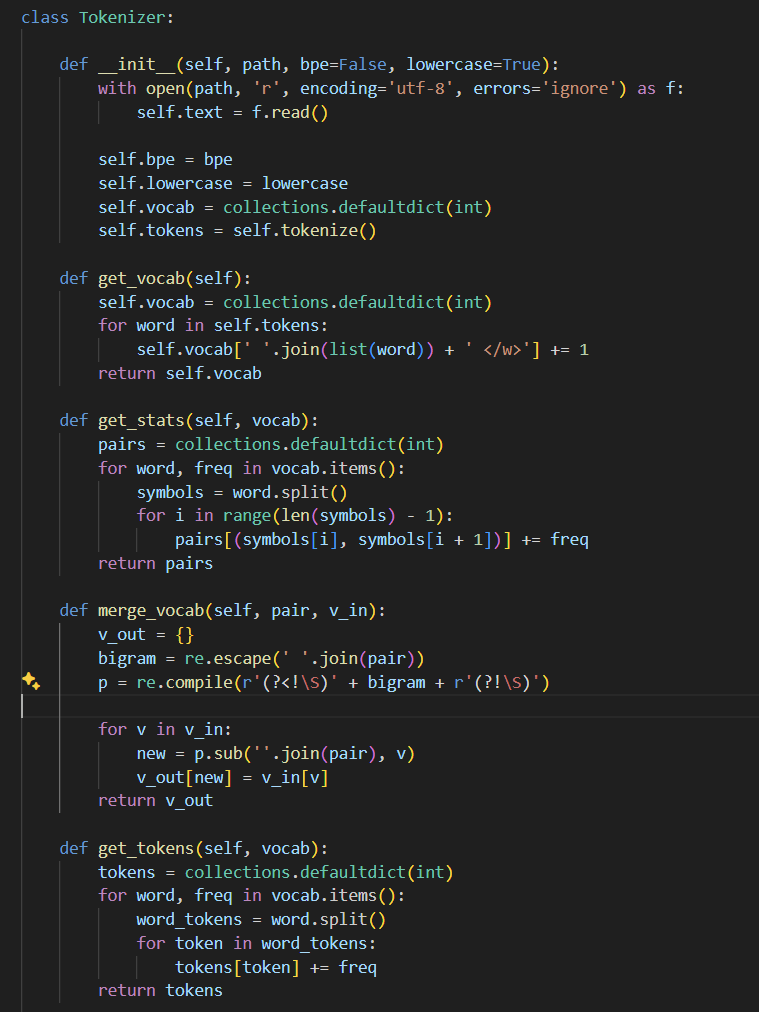 class Tokenizer:
    def __init__(self, path, bpe=False, lowercase=True):
        with open(path, 'r', encoding='utf-8', errors='ignore') as f:
            self.text = f.read()
        self.bpe = bpe
        self.lowercase = lowercase
        self.vocab = collections.defaultdict(int)
        self.tokens = self.tokenize()
    def get_vocab(self):
        self.vocab = collections.defaultdict(int)
        for word in self.tokens:
            self.vocab[' '.join(list(word)) + ' </w>'] += 1
        return self.vocab
    def get_stats(self, vocab):
        pairs = collections.defaultdict(int)
        for word, freq in vocab.items():
            symbols = word.split()
            for i in range(len(symbols) - 1):
                pairs[(symbols[i], symbols[i + 1])] += freq
        return pairs
    def merge_vocab(self, pair, v_in):
        v_out = {}
        bigram = re.escape(' '.join(pair))
        p = re.compile(r'(?<!\S)' + bigram + r'(?!\S)')
        for v in v_in:
            new = p.sub(''.join(pair), v)
            v_out[new] = v_in[v]
        return v_out
    def get_tokens(self, vocab):
        tokens = collections.defaultdict(int)
        for word, freq in vocab.items():
            word_tokens = word.split()
            for token in word_tokens:
                tokens[token] += freq
        return tokens